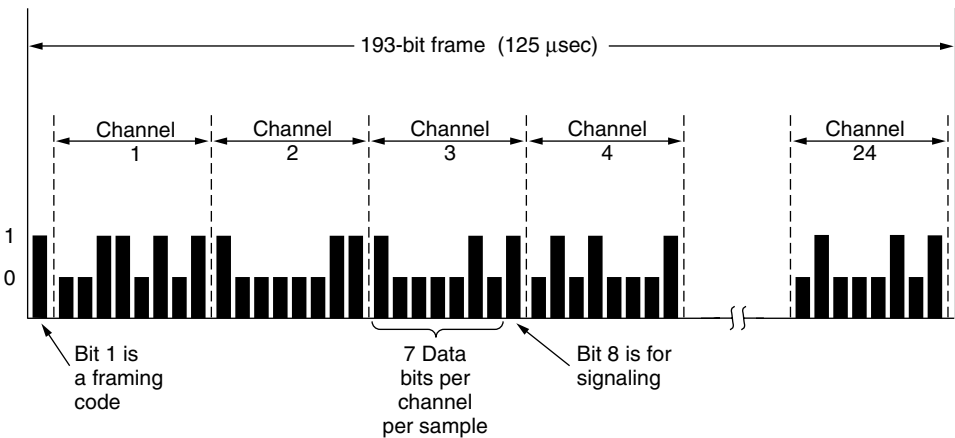 193-bit frame (125 μsec)
Channel
1
Channel
2
Channel
3
Channel
4
Channel
24
1
0
Bit 1 is
a framing
code
7 Data
bits per
channel
per sample
Bit 8 is for
signaling